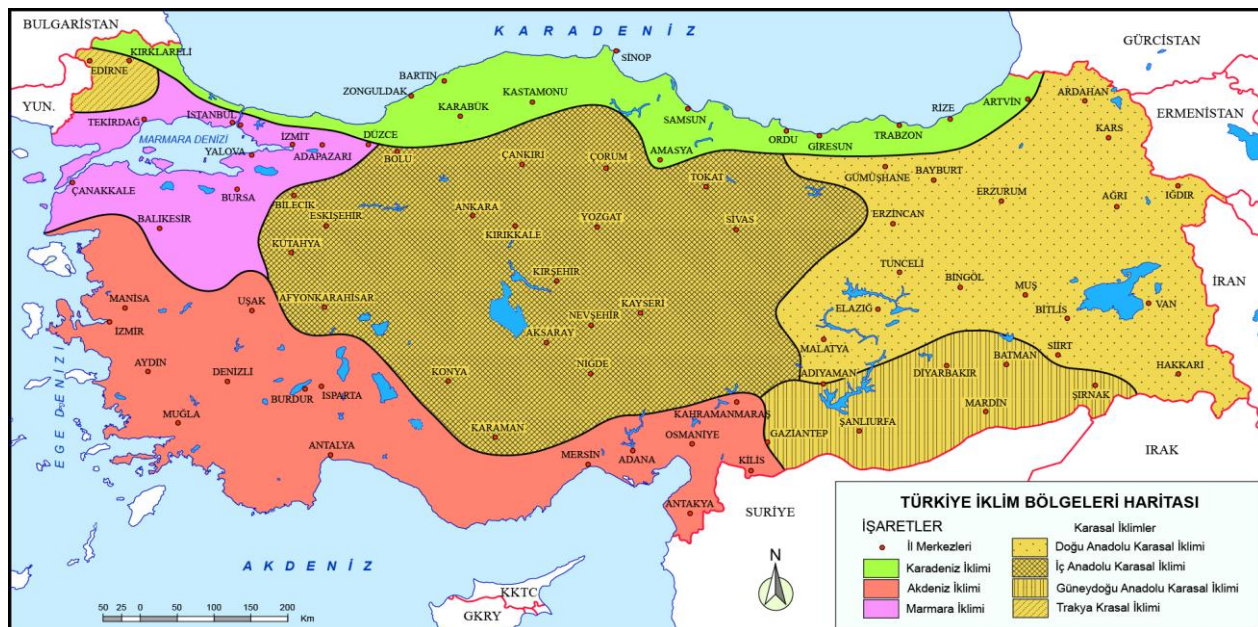 BULGARİSTAN
KARADENİZ
GÜRCİSTAN
KIRKLARELİ
EDİRNE
SİNOP
BARTIN
ZONGULDAK
KASTAMONU
KARABÜK
ARDAHAN
ERMENİSTAN
YUN.
TEKİRDAĞ
İSTANBUL
İZMİT
DÜZCE
SAMSUN
RİZE
ARTVİN
MARMARA DENİZİ
YALOVA
ADAPAZARI
BOLU
ORDU
TRABZON
GİRESUN
KARS
ÇANKIRI
ÇORUM
AMASYA
TOKAT
GÜMÜŞHANE
BAYBURT
ÇANAKKALE
BURSA
BİLECİK
ESKİŞEHİR
ANKARA
ERZURUM
AĞRI
IĞDIR
BALIKESİR
KIRIKKALE
YOZGAT
SİVAS
ERZİNCAN
KÜTAHYA
KIRŞEHİR
TUNCELİ
BİNGÖL
MUŞ
İRAN
MANİSA
UŞAK
AFYONKARAHİSAR
NEVŞEHİR
KAYSERİ
ELAZIĞ
BİTLİS
VAN
İZMİR
AKSARAY
MALATYA
SİİRT
EGE DENİZ
AYDIN
DENİZLİ
BURDUR
ISPARTA
KONYA
NİĞDE
ADIYAMAN
DİYARBAKIR
BATMAN
HAKKARİ
MUĞLA
KAHRAMANMARAŞ
MARDİN
ŞIRNAK
ANTALYA
KARAMAN
MERSİN
ADANA
OSMANİYE
GAZİANTEP
ŞANLIURFA
KİLİS
IRAK
ANTAKYA
SURİYE
AKDENİZ
KKTC
GKRY
N
50 25 0 50 100 150 200
Km
TÜRKİYE İKLİM BÖLGELERİ HARİTASI
İŞARETLER
İl Merkezleri
Karadeniz İklimi
Akdeniz İklimi
Marmara İklimi
Karasal İklimler
Doğu Anadolu Karasal İklimi
İç Anadolu Karasal İklimi
Güneydoğu Anadolu Karasal İklimi
Trakya Krasal İklimi